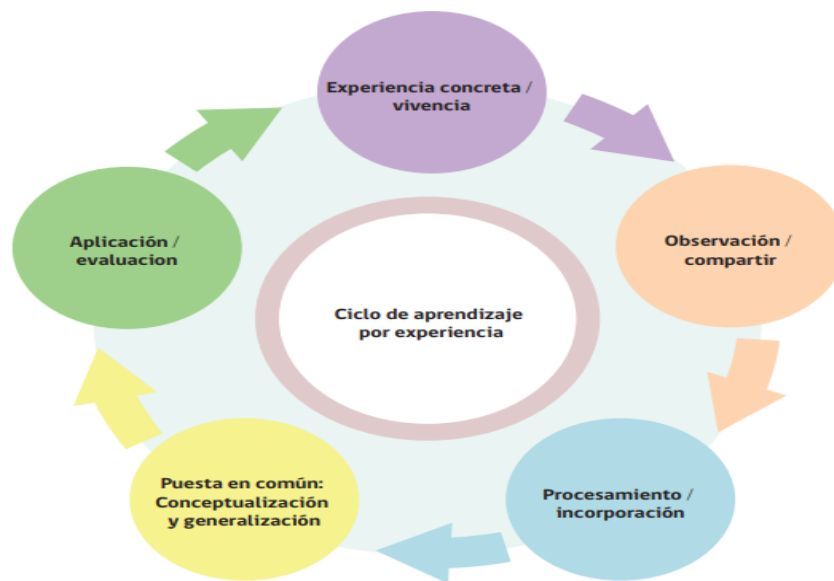 Experiencia concreta /
vivencia
Observación /
compartir
Procesamiento /
incorporación
Puesta en común:
Conceptualización
y generalización
Aplicación /
evaluacion
Ciclo de aprendizaje
por experiencia